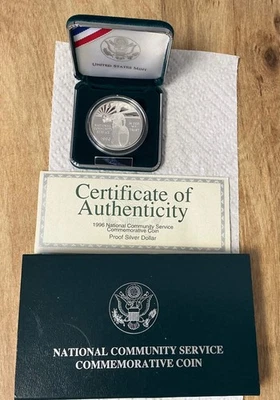 UNITED STATES MINT
Certificate of
Authenticity
1996 National Community Service
Commemorative Coin
Proof Silver Dollar
NATIONAL COMMUNITY SERVICE
COMMEMORATIVE COIN